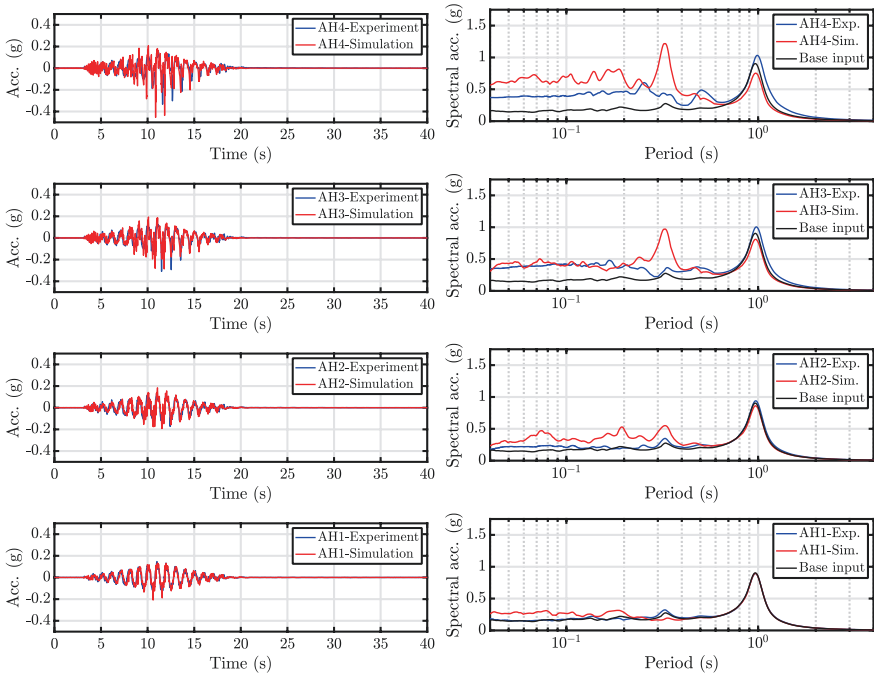 Acc. (g)
0.4
0.2
0
-0.2
-0.4
AH4-Experiment
AH4-Simulation
0 5 10 15 20 25 30 35 40
Time (s)
Spectral acc. (g)
1.5
1
0.5
0
AH4-Exp.
AH4-Sim.
Base input
10⁻¹ 10⁰
Period (s)
Acc. (g)
0.4
0.2
0
-0.2
-0.4
AH3-Experiment
AH3-Simulation
0 5 10 15 20 25 30 35 40
Time (s)
Spectral acc. (g)
1.5
1
0.5
0
AH3-Exp.
AH3-Sim.
Base input
10⁻¹ 10⁰
Period (s)
Acc. (g)
0.4
0.2
0
-0.2
-0.4
AH2-Experiment
AH2-Simulation
0 5 10 15 20 25 30 35 40
Time (s)
Spectral acc. (g)
1.5
1
0.5
0
AH2-Exp.
AH2-Sim.
Base input
10⁻¹ 10⁰
Period (s)
Acc. (g)
0.4
0.2
0
-0.2
-0.4
AH1-Experiment
AH1-Simulation
0 5 10 15 20 25 30 35 40
Time (s)
Spectral acc. (g)
1.5
1
0.5
0
AH1-Exp.
AH1-Sim.
Base input
10⁻¹ 10⁰
Period (s)